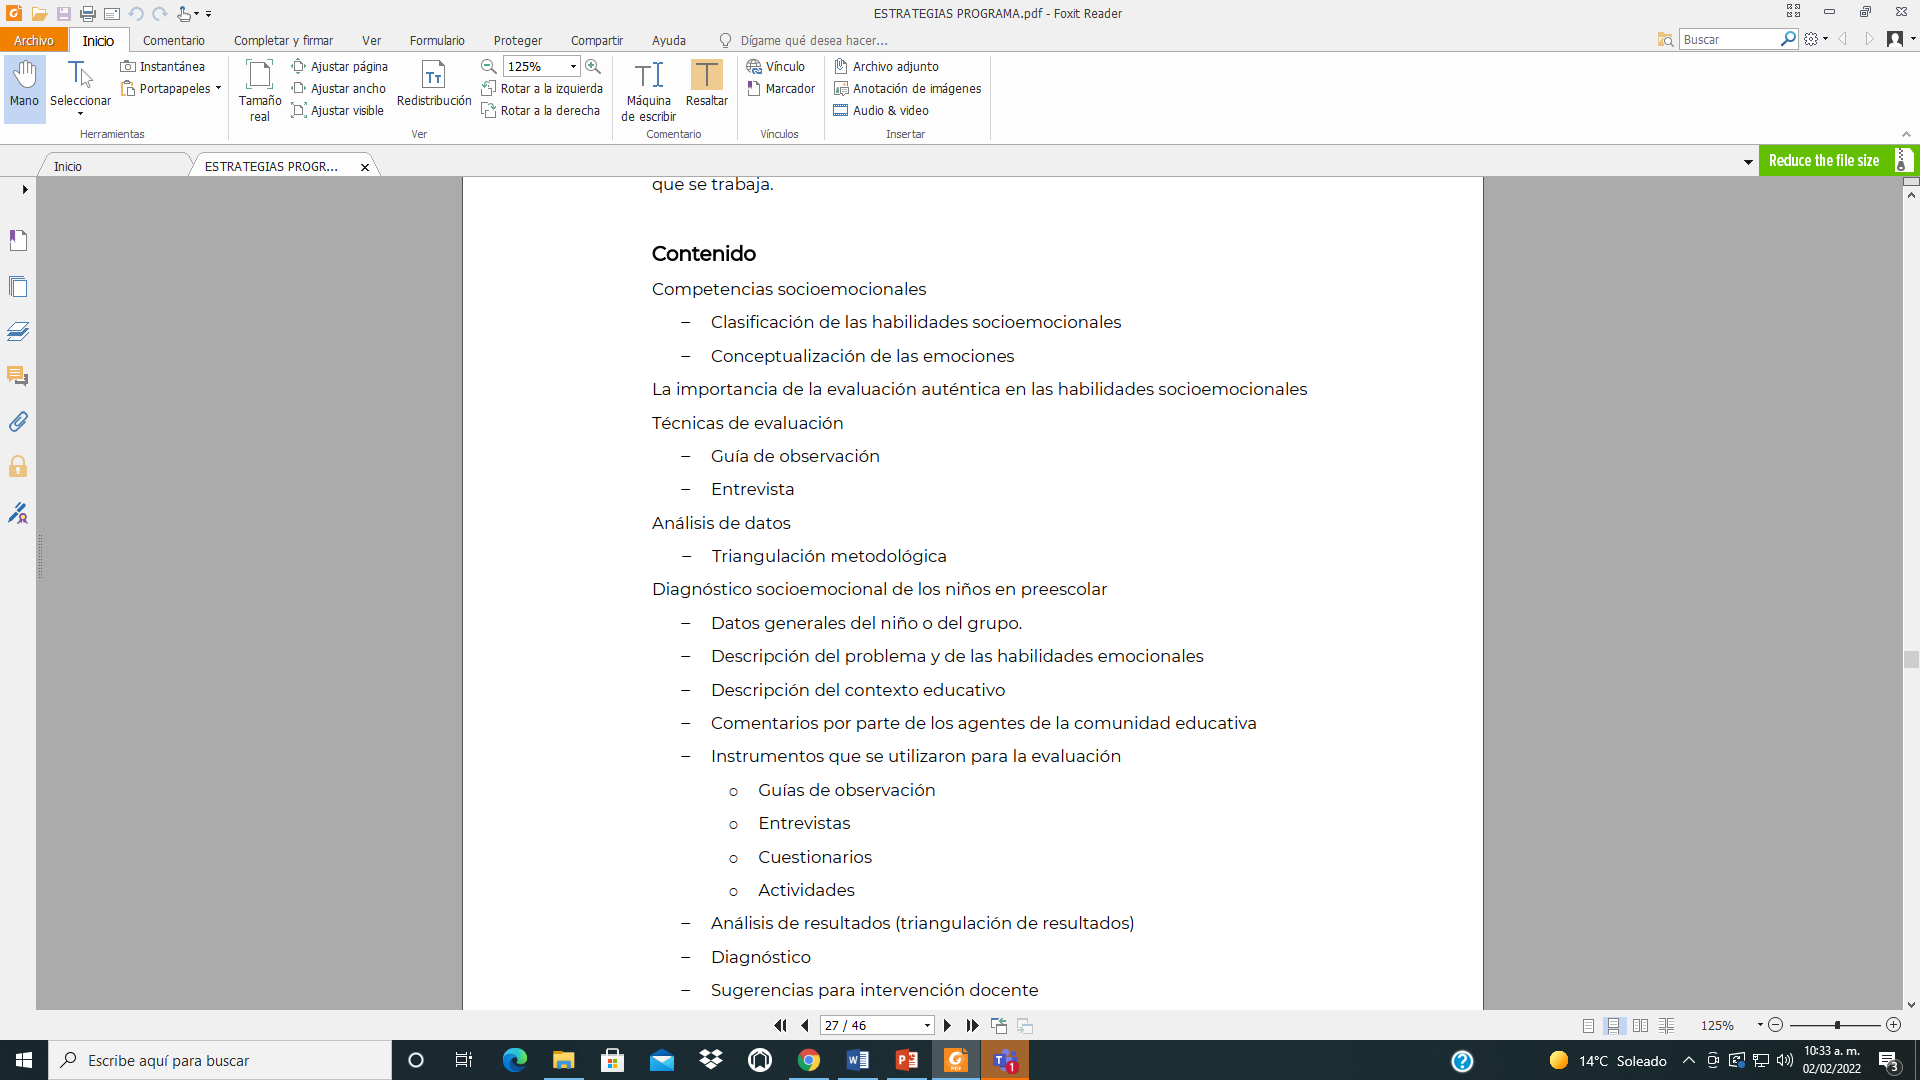 ESTRATEGIAS PROGRAMA.pdf - Foxit Reader
Archivo Inicio Comentario Completar y firmar Ver Formulario Proteger Compartir Ayuda Dígame qué desea hacer... Buscar
Mano
Seleccionar
Instantánea
Portapapeles
Herramientas
Tamaño real
Ajustar página
Ajustar ancho
Ajustar visible
Redistribución
125%
Rotar a la izquierda
Rotar a la derecha
Ver
Máquina de escribir
Resaltar
Comentario
Vínculo
Marcador
Vínculos
Archivo adjunto
Anotación de imágenes
Audio & video
Insertar
Inicio
ESTRATEGIAS PROGR...
Reduce the file size
que se trabaja.
Contenido
Competencias socioemocionales
– Clasificación de las habilidades socioemocionales
– Conceptualización de las emociones
La importancia de la evaluación auténtica en las habilidades socioemocionales
Técnicas de evaluación
– Guía de observación
– Entrevista
Análisis de datos
– Triangulación metodológica
Diagnóstico socioemocional de los niños en preescolar
– Datos generales del niño o del grupo.
– Descripción del problema y de las habilidades emocionales
– Descripción del contexto educativo
– Comentarios por parte de los agentes de la comunidad educativa
– Instrumentos que se utilizaron para la evaluación
o Guías de observación
o Entrevistas
o Cuestionarios
o Actividades
– Análisis de resultados (triangulación de resultados)
– Diagnóstico
– Sugerencias para intervención docente
27 / 46
125%
Escribe aquí para buscar
1
14°C Soleado
10:33 a. m.
02/02/2022
3